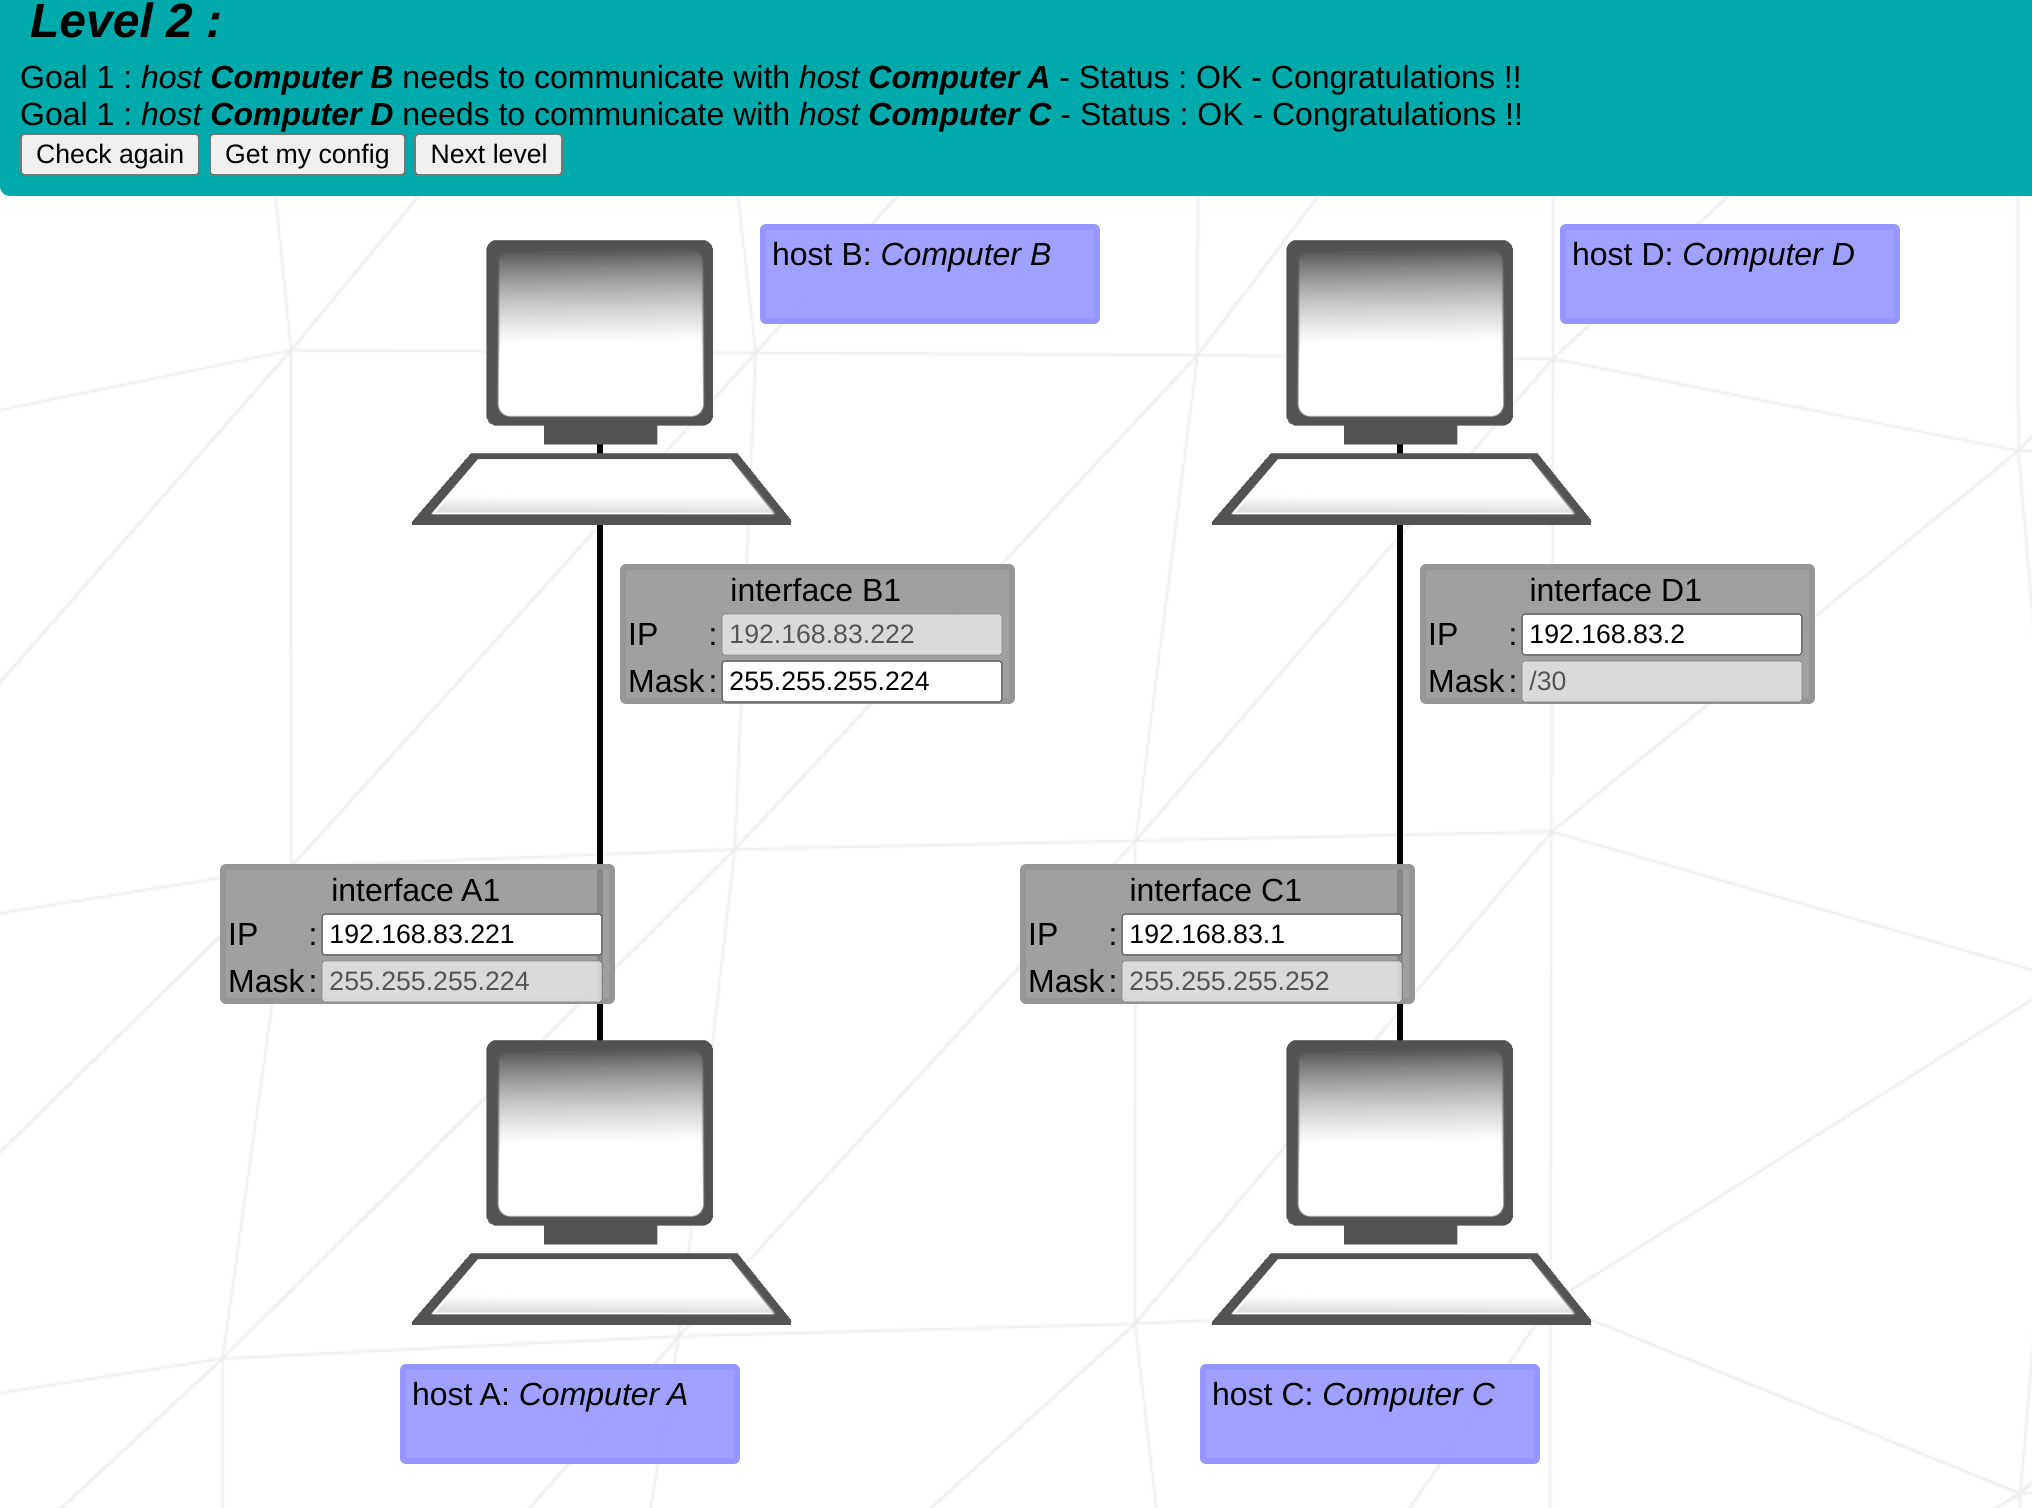 Level 2 :
Goal 1 : host Computer B needs to communicate with host Computer A - Status : OK - Congratulations !!
Goal 1 : host Computer D needs to communicate with host Computer C - Status : OK - Congratulations !!
Check again Get my config Next level
host B: Computer B
host D: Computer D
interface B1
IP : 192.168.83.222
Mask : 255.255.255.224
interface D1
IP : 192.168.83.2
Mask : /30
interface A1
IP : 192.168.83.221
Mask : 255.255.255.224
interface C1
IP : 192.168.83.1
Mask : 255.255.255.252
host A: Computer A
host C: Computer C